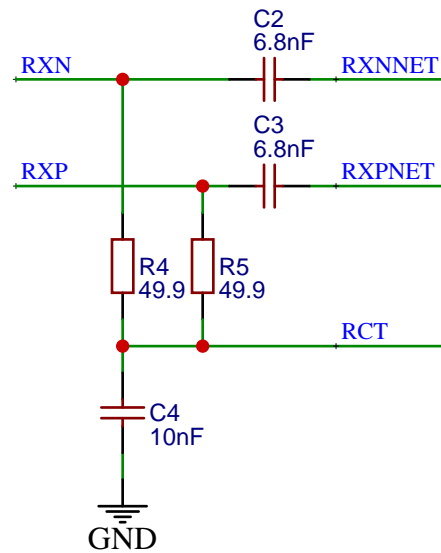 C2
6.8nF
RXN
RXNNET
C3
6.8nF
RXP
RXPNET
R4
49.9
R5
49.9
RCT
C4
10nF
GND